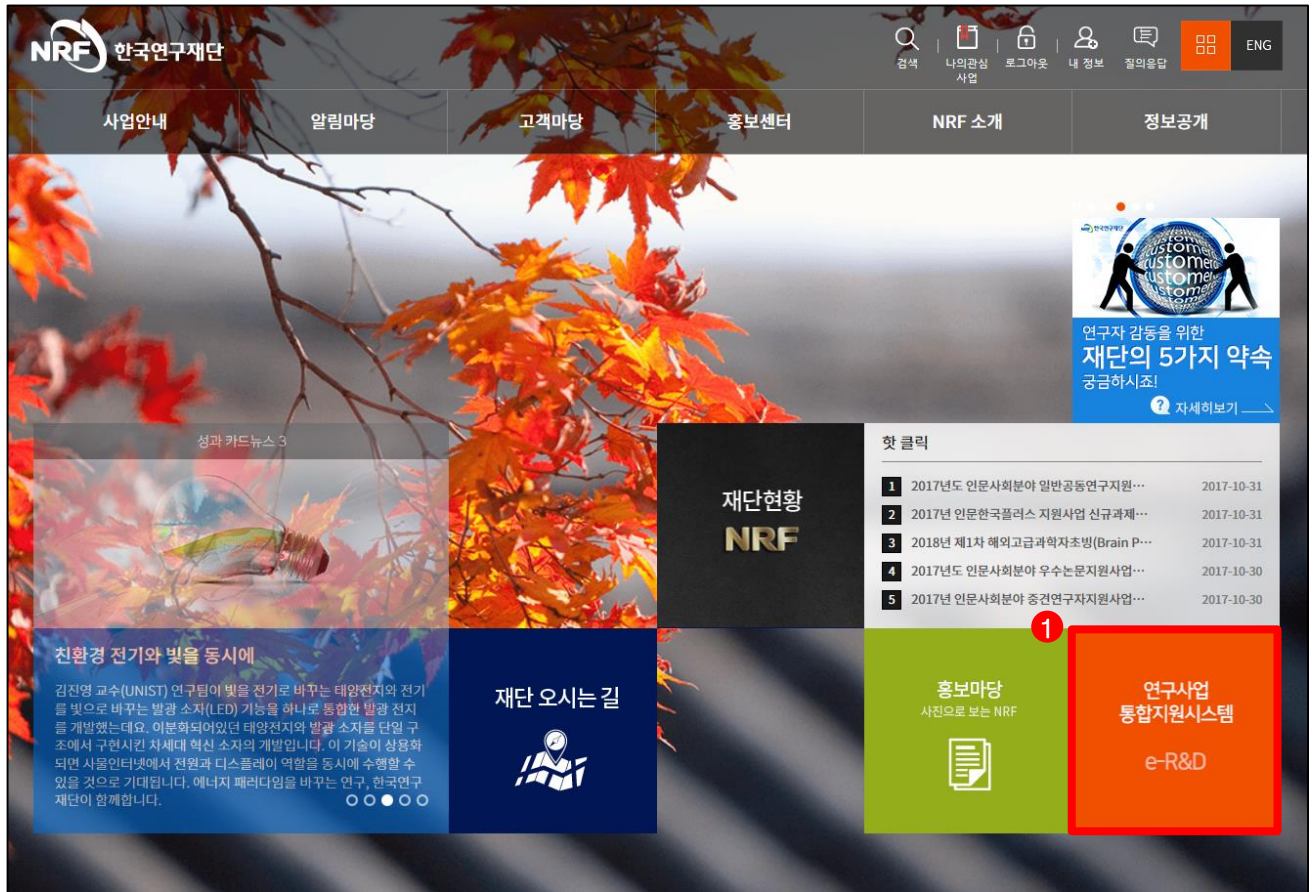 NRF 한국연구재단
검색
나의관심
사업
로그아웃
내 정보
질의응답
ENG
사업안내
알림마당
고객마당
홍보센터
NRF 소개
정보공개
NRF 한국연구재단
customer
customer
customer
customer
연구자 감동을 위한
재단의 5가지 약속
궁금하시죠!
? 자세히보기
성과 카드뉴스 3
재단현황
NRF
핫 클릭
1 2017년도 인문사회분야 일반공동연구지원… 2017-10-31
2 2017년 인문한국플러스 지원사업 신규과제… 2017-10-31
3 2018년 제1차 해외고급과학자초빙(Brain P… 2017-10-31
4 2017년도 인문사회분야 우수논문지원사업… 2017-10-30
5 2017년 인문사회분야 중견연구자지원사업… 2017-10-30
1
친환경 전기와 빛을 동시에
김진영 교수(UNIST) 연구팀이 빛을 전기로 바꾸는 태양전지와 전기
를 빛으로 바꾸는 발광 소자(LED) 기능을 하나로 통합한 발광 전지
를 개발했는데요. 이분화되어있던 태양전지와 발광 소자를 단일 구
조에서 구현시킨 차세대 혁신 소자의 개발입니다. 이 기술이 상용화
되면 사물인터넷에서 전원과 디스플레이 역할을 동시에 수행할 수
있을 것으로 기대됩니다. 에너지 패러다임을 바꾸는 연구, 한국연구
재단이 함께합니다.
재단 오시는 길
홍보마당
사진으로 보는 NRF
연구사업
통합지원시스템
e-R&D